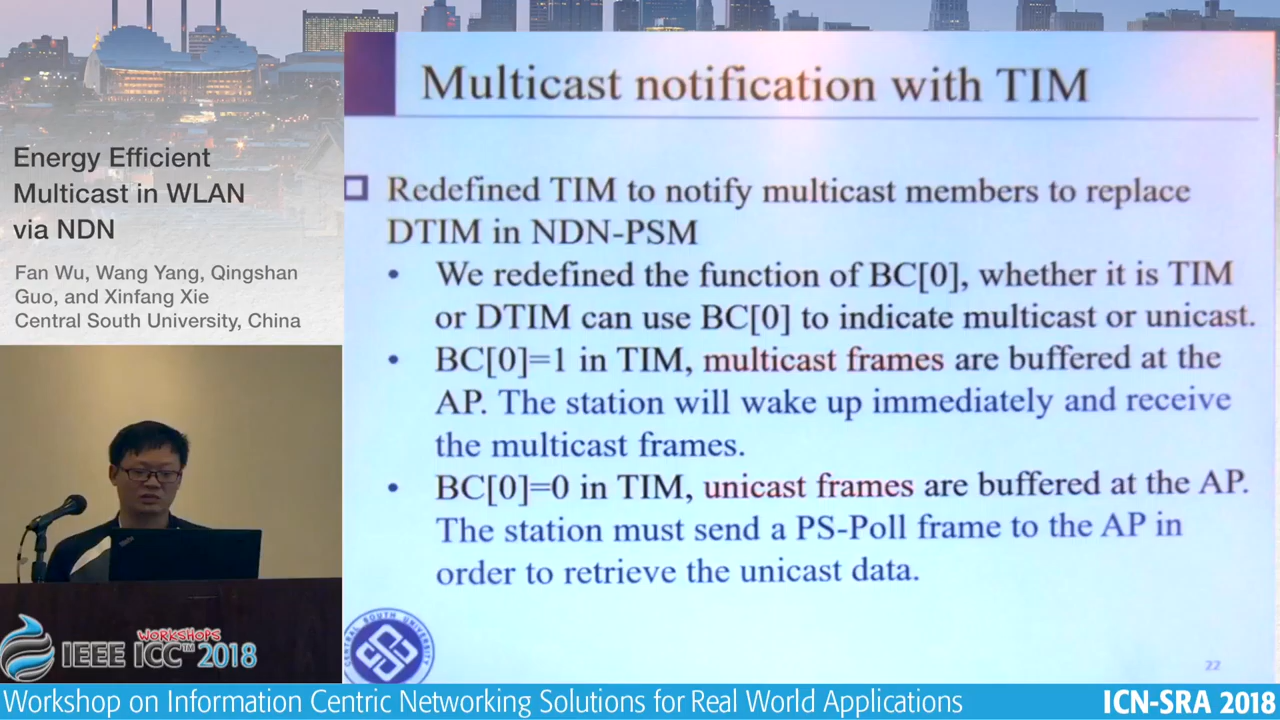 Energy Efficient
Multicast in WLAN
via NDN
Fan Wu, Wang Yang, Qingshan
Guo, and Xinfang Xie
Central South University, China
Multicast notification with TIM
Redefined TIM to notify multicast members to replace
DTIM in NDN-PSM
• We redefined the function of BC[0], whether it is TIM
or DTIM can use BC[0] to indicate multicast or unicast.
• BC[0]=1 in TIM, multicast frames are buffered at the
AP. The station will wake up immediately and receive
the multicast frames.
• BC[0]=0 in TIM, unicast frames are buffered at the AP.
The station must send a PS-Poll frame to the AP in
order to retrieve the unicast data.
CENTRAL SOUTH UNIVERSITY
22
WORKSHOPS
IEEE ICC™ 2018
Workshop on Information Centric Networking Solutions for Real World Applications
ICN-SRA 2018